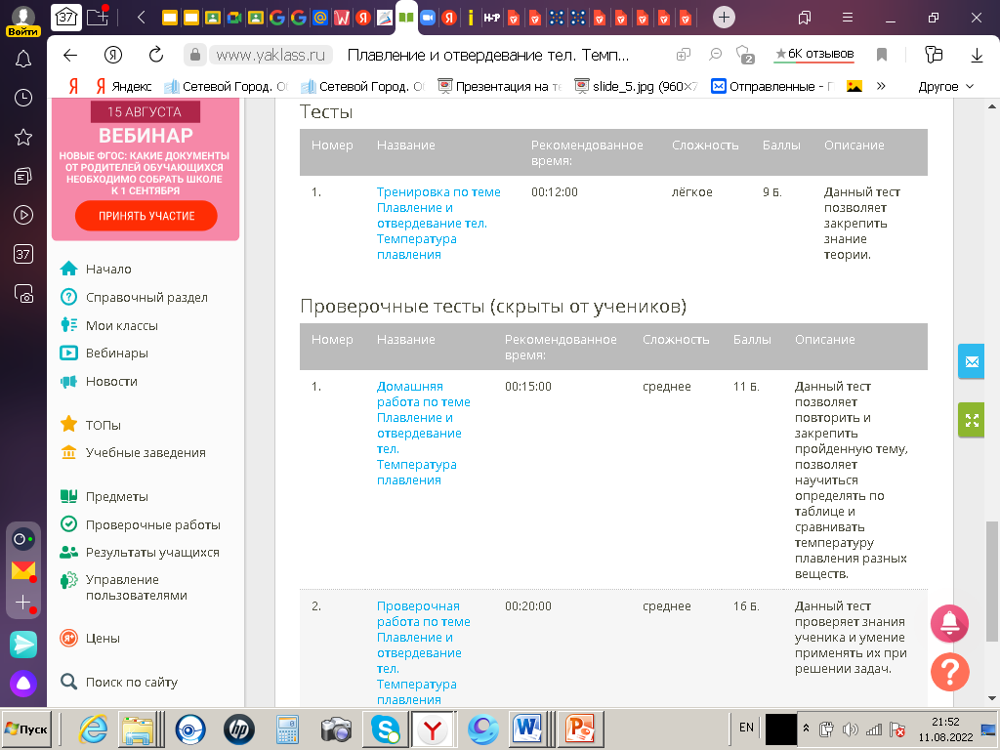 37
Войти
www.yaklass.ru
Плавление и отвердевание тел. Темп...
2
6К отзывов
Яндекс
Сетевой Город. О
Сетевой Город. О
Презентация на те
slide_5.jpg (960×7
Отправленные - Г
»
Другое
37
15 АВГУСТА
ВЕБИНАР
НОВЫЕ ФГОС: КАКИЕ ДОКУМЕНТЫ
ОТ РОДИТЕЛЕЙ ОБУЧАЮЩИХСЯ
НЕОБХОДИМО СОБРАТЬ ШКОЛЕ
К 1 СЕНТЯБРЯ
ПРИНЯТЬ УЧАСТИЕ
Начало
Справочный раздел
Мои классы
Вебинары
Новости
ТОПы
Учебные заведения
Предметы
Проверочные работы
Результаты учащихся
Управление
пользователями
Цены
Поиск по сайту
Тесты
Номер Название Рекомендованное Сложность Баллы Описание
время:
1. Тренировка по теме 00:12:00 лёгкое 9 Б. Данный тест
Плавление и позволяет
отвердевание тел. закрепить
Температура знание
плавления теории.
Проверочные тесты (скрыты от учеников)
Номер Название Рекомендованное Сложность Баллы Описание
время:
1. Домашняя 00:15:00 среднее 11 Б. Данный тест
работа по теме позволяет
Плавление и повторить и
отвердевание закрепить
тел. пройденную тему,
Температура позволяет
плавления научиться
определять по
таблице и
сравнивать
температуру
плавления разных
веществ.
2. Проверочная 00:20:00 среднее 16 Б. Данный тест
работа по теме проверяет знания
Плавление и ученика и умение
отвердевание применять их при
тел. решении задач.
Температура
плавления
Пуск
EN
21:52
11.08.2022